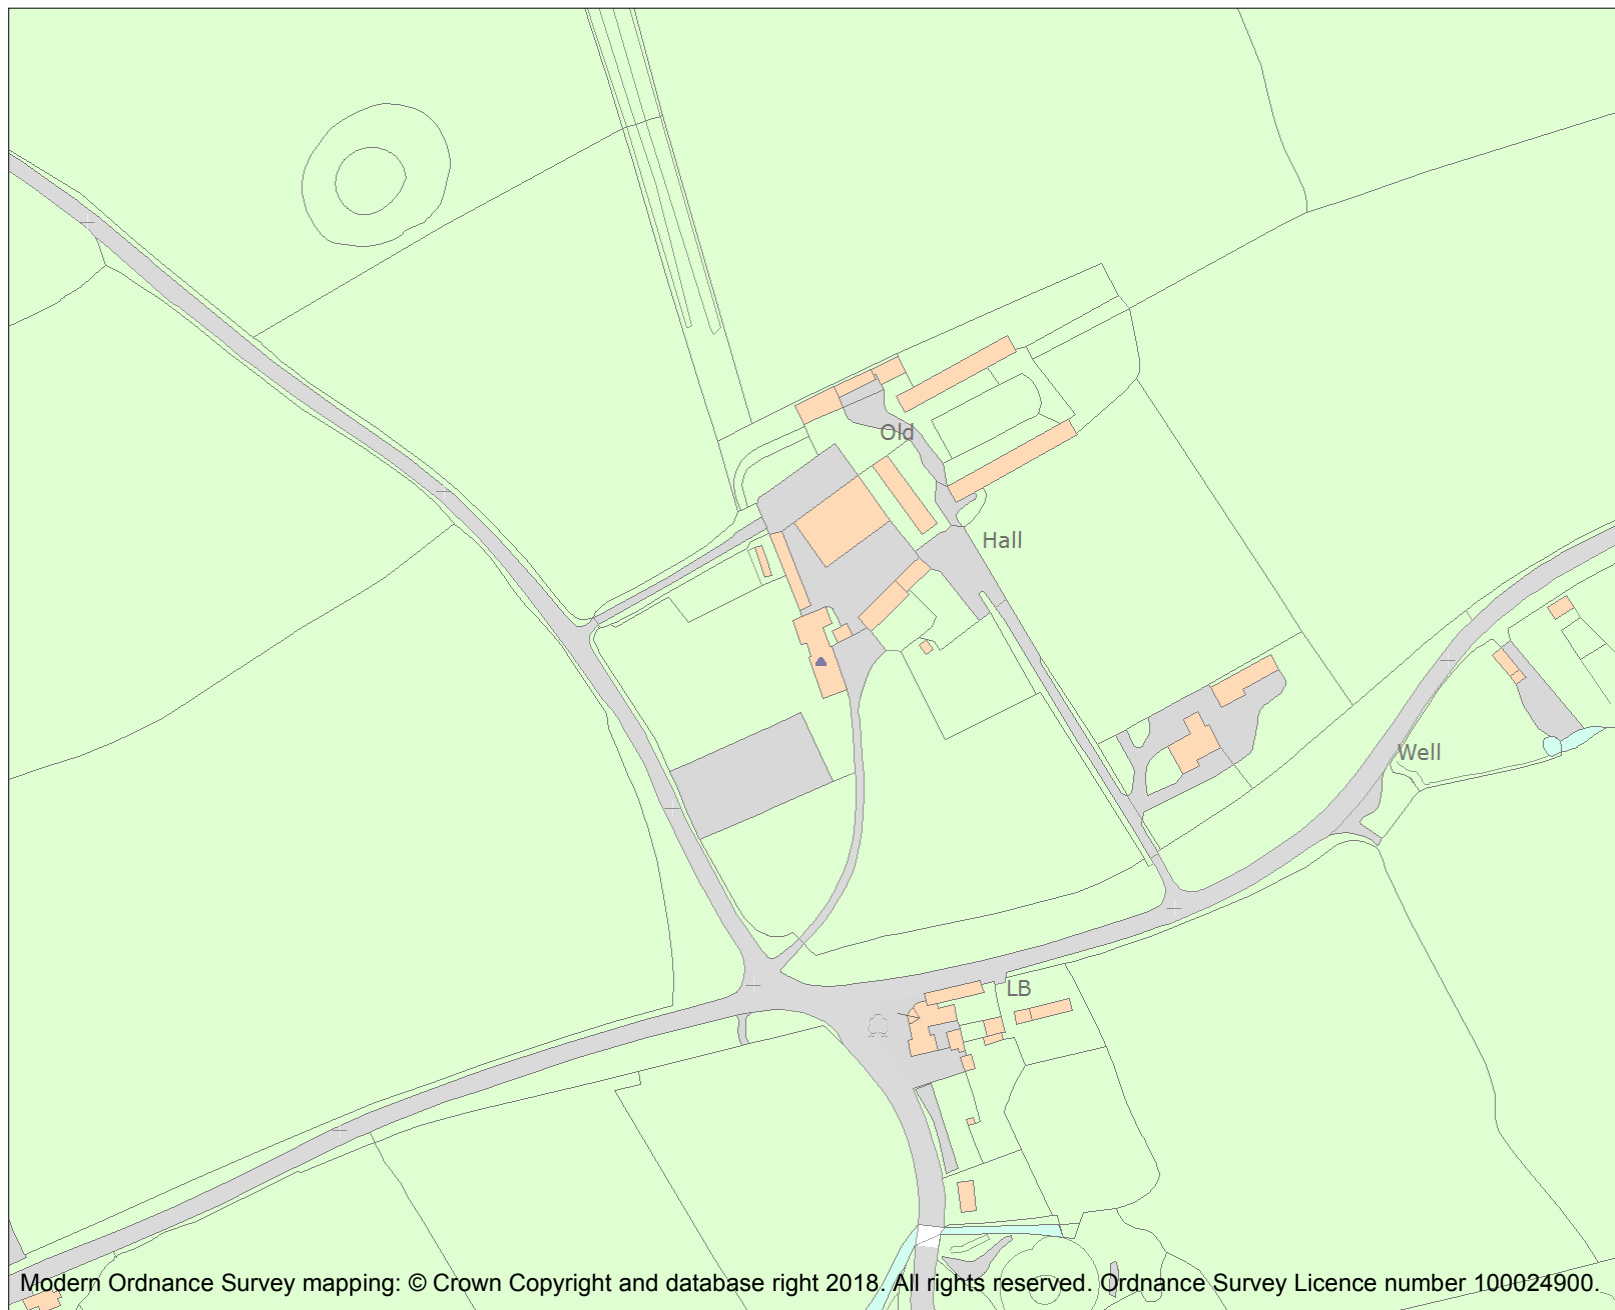 Old
Hall
Well
LB
Modern Ordnance Survey mapping: © Crown Copyright and database right 2018. All rights reserved. Ordnance Survey Licence number 100024900.